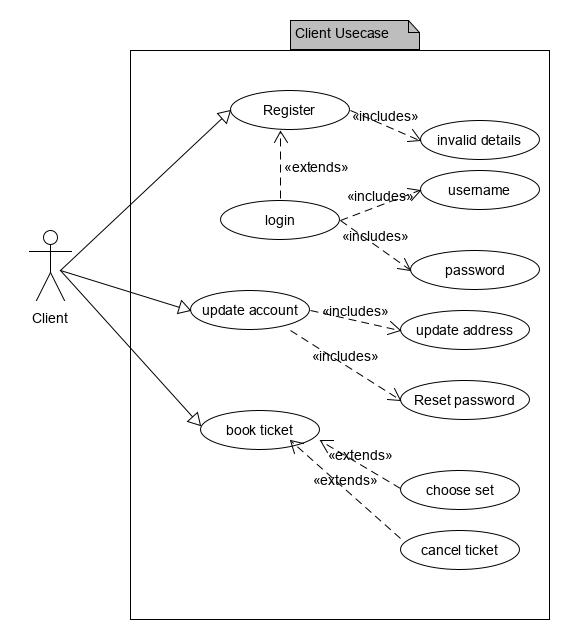 Client Usecase
Register
«includes»
invalid details
«extends»
«includes»
username
login
«includes»
password
Client
update account
«includes»
update address
«includes»
Reset password
book ticket
«extends»
«extends»
choose set
cancel ticket